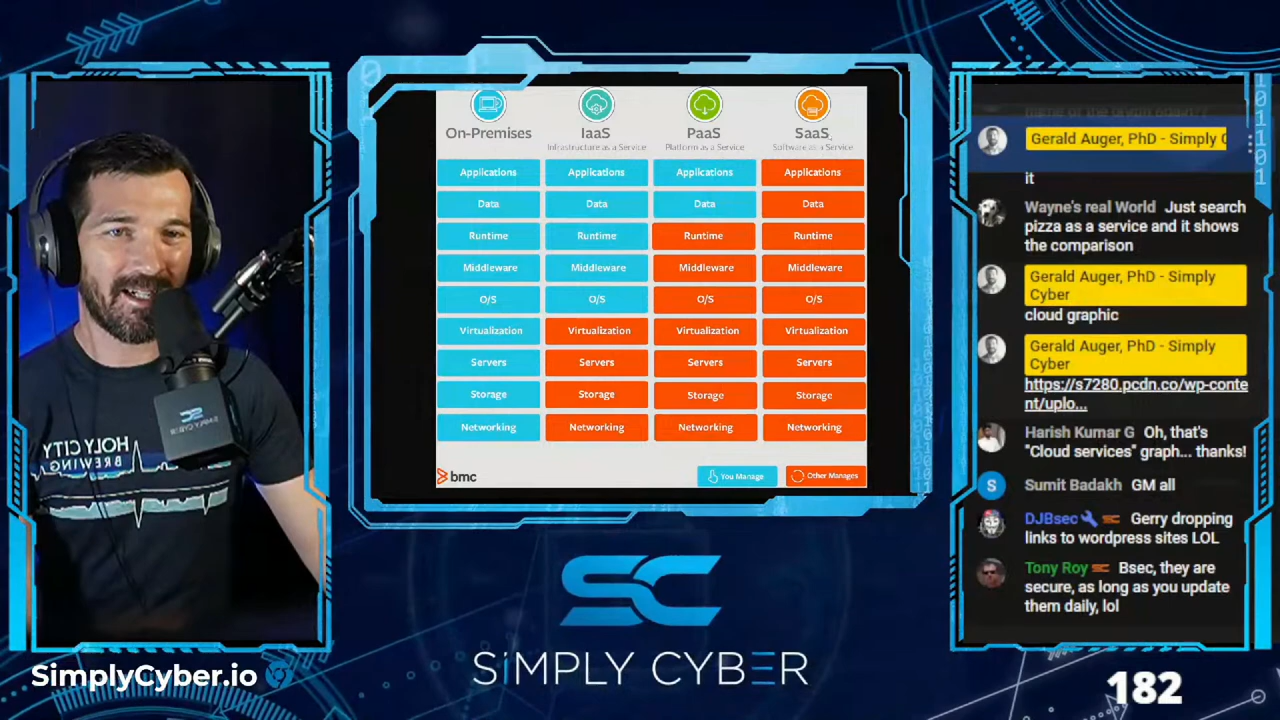 On-Premises
IaaS
Infrastructure as a Service
PaaS
Platform as a Service
SaaS
Software as a Service
Applications Applications Applications Applications
Data Data Data Data
Runtime Runtime Runtime Runtime
Middleware Middleware Middleware Middleware
O/S O/S O/S O/S
Virtualization Virtualization Virtualization Virtualization
Servers Servers Servers Servers
Storage Storage Storage Storage
Networking Networking Networking Networking
bmc
You Manage
Other Manages
HOLY CITY
BREWING
SC
SIMPLY CYBER
SC
SiMPLY CYBER
SimplyCyber.io
Gerald Auger, PhD - Simply C
it
Wayne's real World Just search
pizza as a service and it shows
the comparison
Gerald Auger, PhD - Simply
Cyber
cloud graphic
Gerald Auger, PhD - Simply
Cyber
https://s7280.pcdn.co/wp-conte
nt/uplo...
Harish Kumar G Oh, that's
"Cloud services" graph... thanks!
S
Sumit Badakh GM all
DJBsec Gerry dropping
links to wordpress sites LOL
Tony Roy Bsec, they are
secure, as long as you update
them daily, lol
182